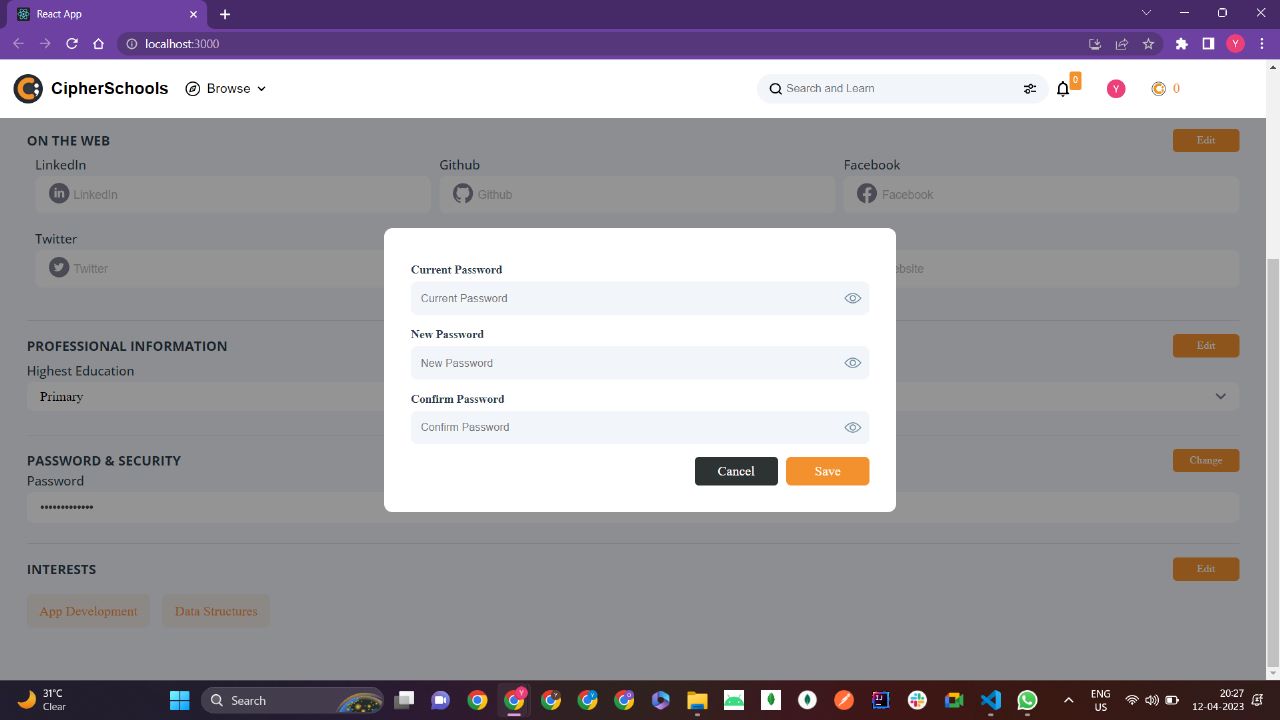 React App
localhost:3000
Y
CipherSchools
Browse
Search and Learn
0
Y
0
ON THE WEB
Edit
LinkedIn
Github
Facebook
LinkedIn
Github
Facebook
Twitter
Twitter
ebsite
Current Password
Current Password
New Password
New Password
Confirm Password
Confirm Password
Cancel
Save
PROFESSIONAL INFORMATION
Edit
Highest Education
Primary
PASSWORD & SECURITY
Change
Password
•••••••••••••
INTERESTS
Edit
App Development
Data Structures
31°C
Clear
Search
ENG
US
20:27
12-04-2023